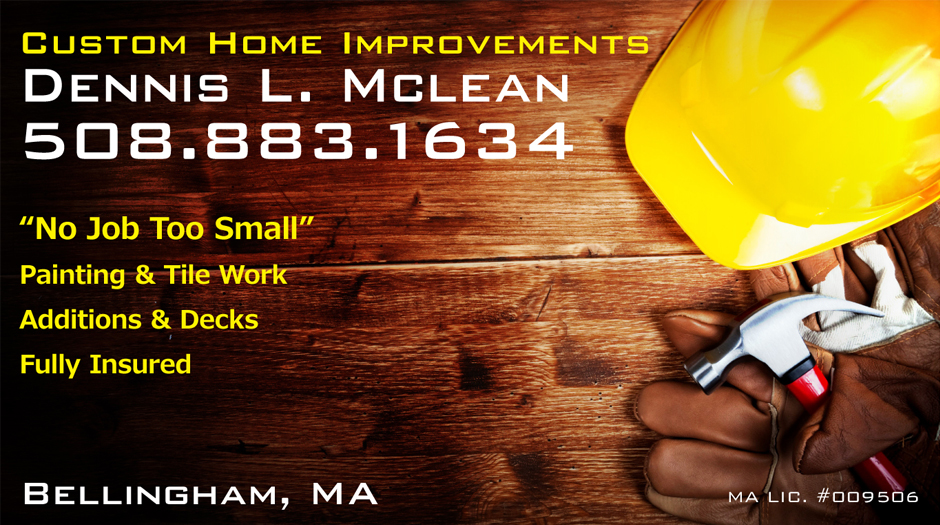 Custom Home Improvements
Dennis L. Mclean
508.883.1634
“No Job Too Small”
Painting & Tile Work
Additions & Decks
Fully Insured
Bellingham, MA
MA LIC. #009506